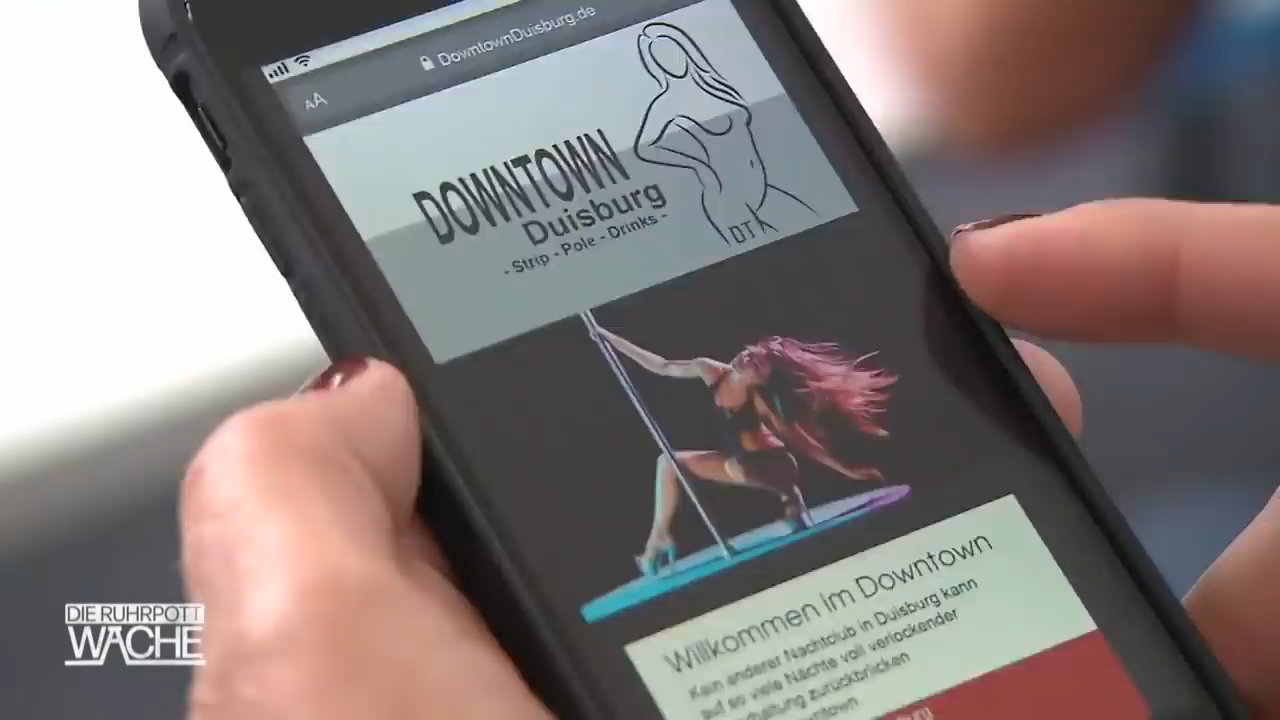 DowntownDuisburg.de
AA
DOWNTOWN
Duisburg
- Strip - Pole - Drinks -
DT
Willkommen im Downtown
Kein anderer Nachtclub in Duisburg kann
auf so viele Nächte voll verlockender
zurückblicken
DIE RUHRPOTT
WACHE